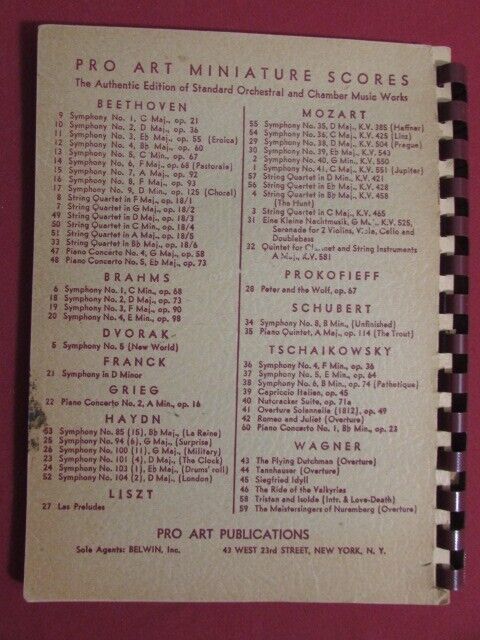 PRO ART MINIATURE SCORES
The Authentic Edition of Standard Orchestral and Chamber Music Works
BEETHOVEN
9 Symphony No. 1, C Maj., op. 21
10 Symphony No. 2, D Maj., op. 36
11 Symphony No. 3, Eb Maj., op. 55 (Eroica)
12 Symphony No. 4, Bb Maj., op. 60
13 Symphony No. 5, C Min., op. 67
14 Symphony No. 6, F Maj., op. 68 (Pastorale)
15 Symphony No. 7, A Maj., op. 92
16 Symphony No. 8, F Maj., op. 93
17 Symphony No. 9, D Min., op. 125 (Choral)
8 String Quartet in F Maj., op. 18/1
7 String Quartet in G Maj., op. 18/2
49 String Quartet in D Maj., op. 18/3
50 String Quartet in C Min., op. 18/4
51 String Quartet in A Maj., op. 18/5
33 String Quartet in Bb Maj., op. 18/6
47 Piano Concerto No. 4, G Maj., op. 58
48 Piano Concerto No. 5, Eb Maj., op. 73
BRAHMS
6 Symphony No. 1, C Min., op. 68
18 Symphony No. 2, D Maj., op. 73
19 Symphony No. 3, F Maj., op. 90
20 Symphony No. 4, E Min., op. 98
DVORAK
5 Symphony No. 5 (New World)
FRANCK
21 Symphony in D Minor
GRIEG
22 Piano Concerto No. 2, A Min., op. 16
HAYDN
53 Symphony No. 85 (15), Bb Maj., (La Reine)
25 Symphony No. 94 (6), G Maj., (Surprise)
26 Symphony No. 100 (11), G Maj., (Military)
23 Symphony No. 101 (4), D Maj., (The Clock)
24 Symphony No. 103 (1), Eb Maj., (Drums' roll)
52 Symphony No. 104 (2), D Maj., (London)
LISZT
27 Les Preludes
MOZART
55 Symphony No. 35, D Maj., K.V. 385 (Haffner)
54 Symphony No. 36, C Maj., K.V. 425 (Linz)
29 Symphony No. 38, D Maj., K.V. 504 (Prague)
30 Symphony No. 39, Eb Maj., K.V. 543
2 Symphony No. 40, G Min., K.V. 550
1 Symphony No. 41, C Maj., K.V. 551 (Jupiter)
57 String Quartet in D Min., K.V. 421
56 String Quartet in Eb Maj., K.V. 428
4 String Quartet in Bb Maj., K.V. 458
(The Hunt)
3 String Quartet in C Maj., K.V. 465
31 Eine Kleine Nachtmusik, G Maj., K.V. 525,
Serenade for 2 Violins, Viola, Cello and
Doublebass
32 Quintet for Clarinet and String Instruments
A Maj., K.V. 581
PROKOFIEFF
28 Peter and the Wolf, op. 67
SCHUBERT
34 Symphony No. 8, B Min., (Unfinished)
35 Piano Quintet, A Maj., op. 114 (The Trout)
TSCHAIKOWSKY
36 Symphony No. 4, F Min., op. 36
37 Symphony No. 5, E Min., op. 64
38 Symphony No. 6, B Min., op. 74 (Pathetique)
39 Capriccio Italien, op. 45
40 Nutcracker Suite, op. 71a
41 Overture Solennelle (1812), op. 49
42 Romeo and Juliet (Overture)
60 Piano Concerto No. 1, Bb Min., op. 23
WAGNER
43 The Flying Dutchman (Overture)
44 Tannhauser (Overture)
45 Siegfried Idyll
46 The Ride of the Valkyries
58 Tristan and Isolde (Intr. & Love-Death)
59 The Meistersingers of Nuremberg (Overture)
PRO ART PUBLICATIONS
Sole Agents: BELWIN, Inc. 43 WEST 23rd STREET, NEW YORK, N. Y.